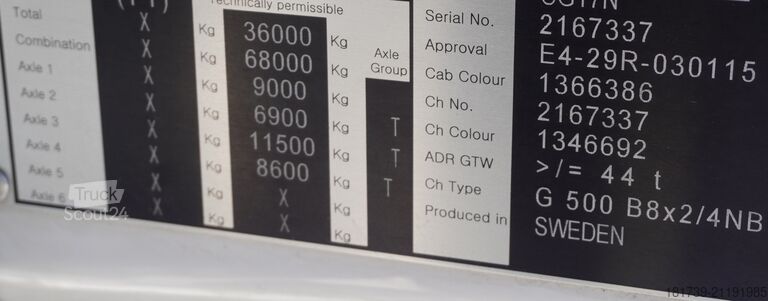 Technically permissible
Total X Kg 36000 Kg
Combination X Kg 68000 Kg Axle Group
Axle 1 X Kg 9000 Kg
Axle 2 X Kg 6900 Kg T
Axle 3 X Kg 11500 Kg T
Axle 4 X Kg 8600 Kg T
Axle 5 X Kg X Kg
Axle 6 X Kg X Kg
Serial No. 2167337
Approval E4-29R-030115
Cab Colour 1366386
Ch No. 2167337
Ch Colour 1346692
ADR GTW >/= 44 t
Ch Type G 500 B8x2/4NB
Produced in SWEDEN
Truck
Scout24